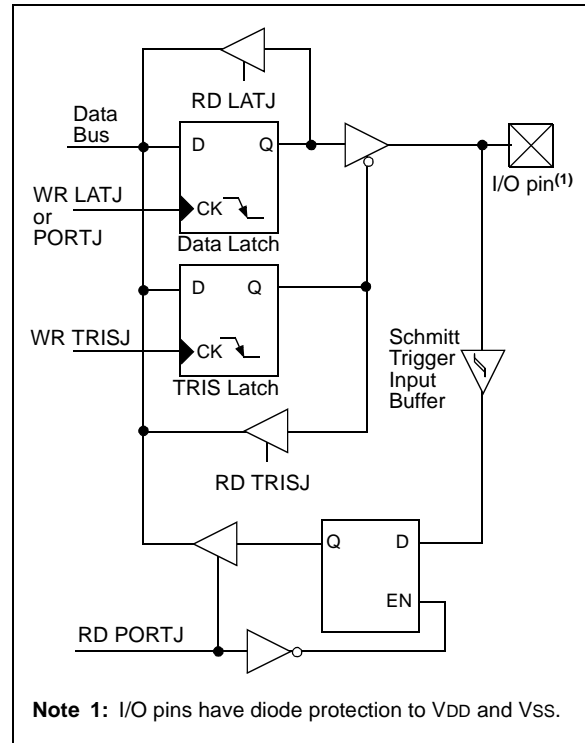 RD LATJ
Data
Bus
D
Q
I/O pin(1)
WR LATJ
or
PORTJ
CK
Data Latch
D
Q
WR TRISJ
CK
TRIS Latch
Schmitt
Trigger
Input
Buffer
RD TRISJ
Q
D
EN
RD PORTJ
Note 1: I/O pins have diode protection to VDD and VSS.